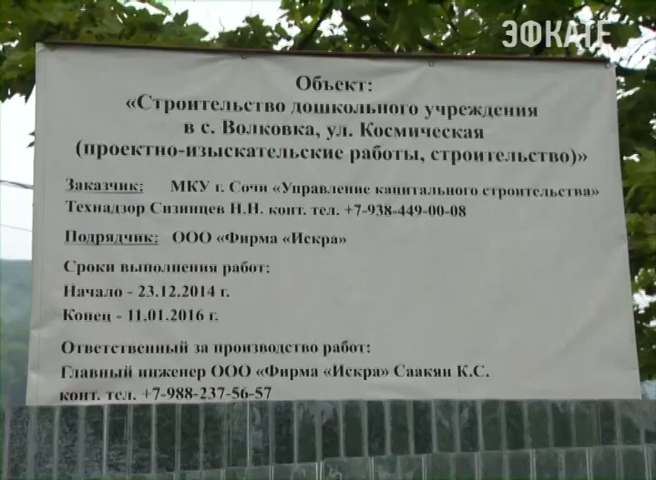 ЭФКАТЕ
Объект:
«Строительство дошкольного учреждения
в с. Волковка, ул. Космическая
(проектно-изыскательские работы, строительство)»
Заказчик: МКУ г. Сочи «Управление капитального строительства»
Технадзор Сизинцев Н.Н. конт. тел. +7-938-449-00-08
Подрядчик: ООО «Фирма «Искра»
Сроки выполнения работ:
Начало - 23.12.2014 г.
Конец - 11.01.2016 г.
Ответственный за производство работ:
Главный инженер ООО «Фирма «Искра» Саакян К.С.
конт. тел. +7-988-237-56-57